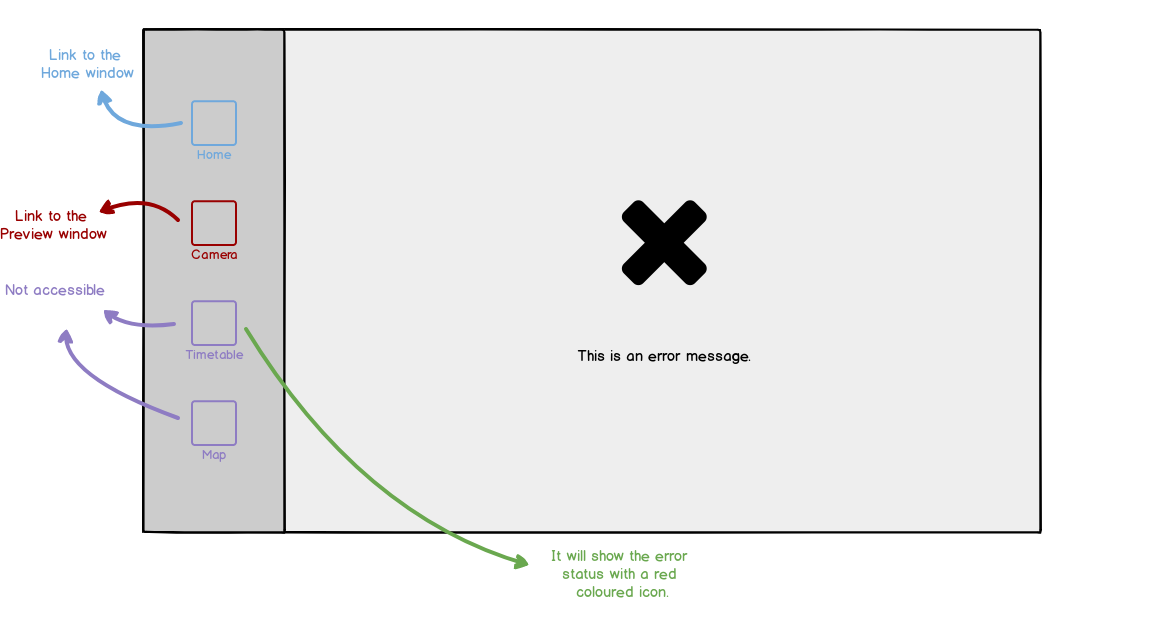 Link to the
Home window
Home
Link to the
Preview window
Camera
Not accessible
Timetable
This is an error message.
Map
It will show the error
status with a red
coloured icon.